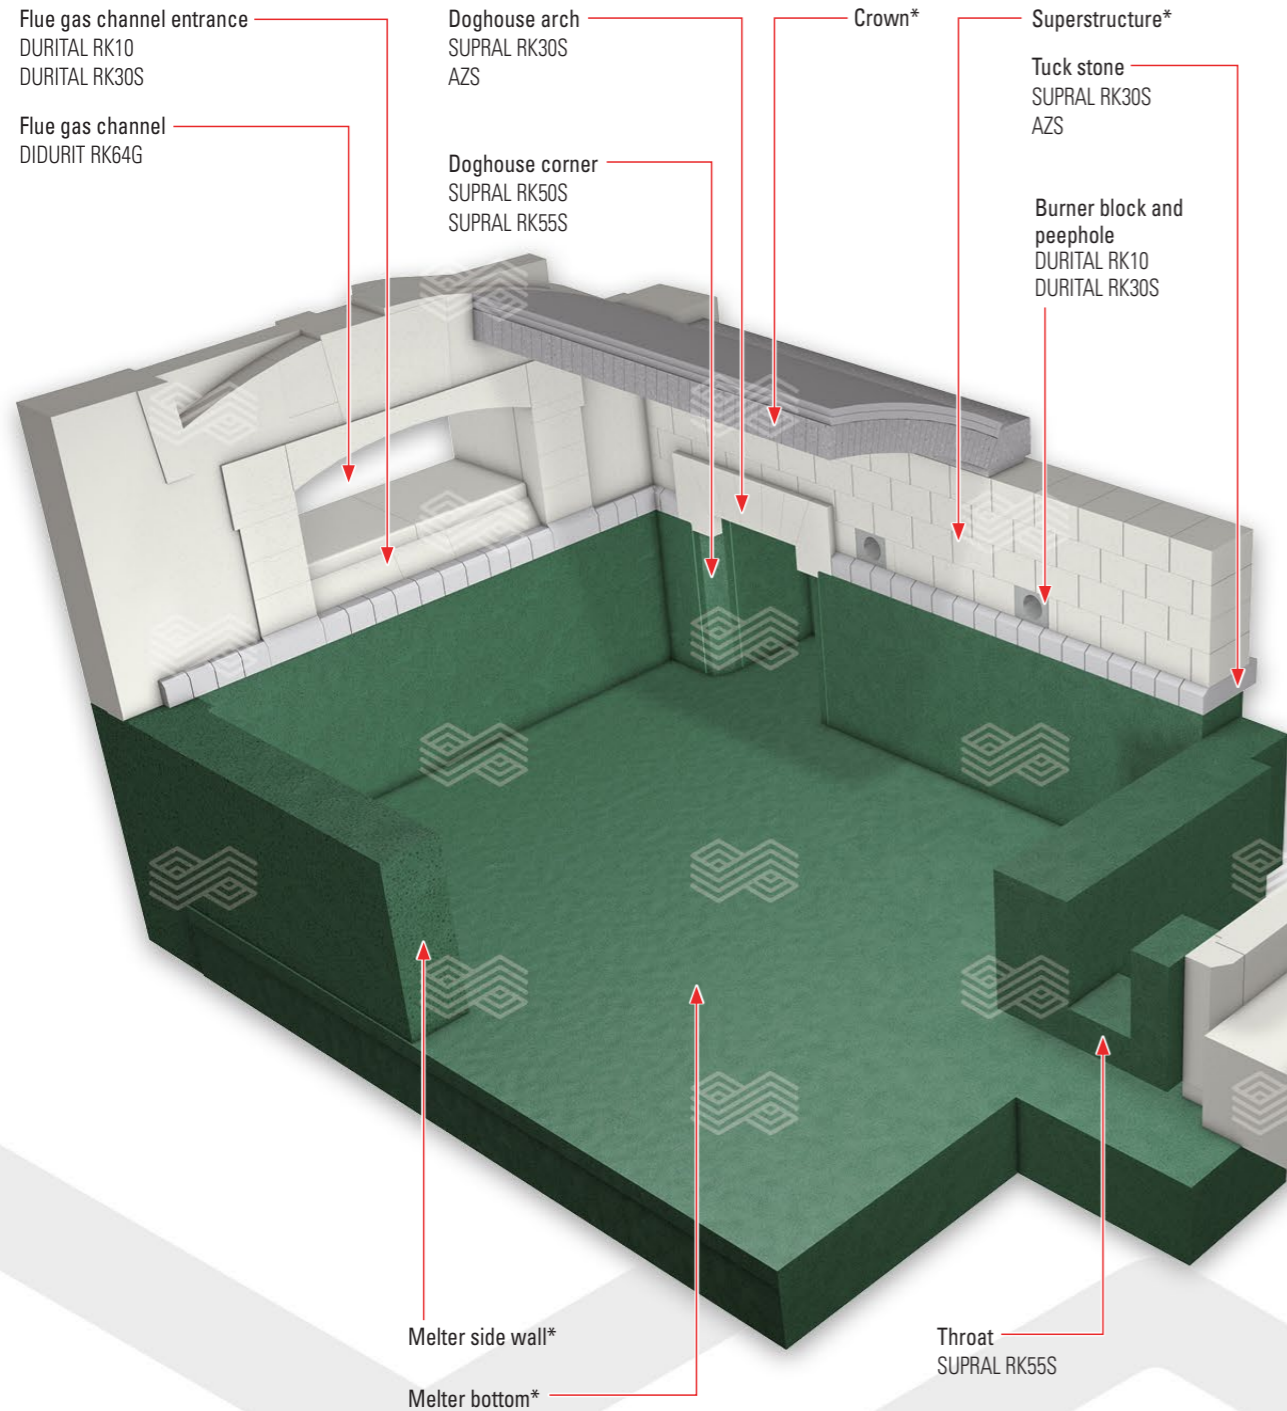 Flue gas channel entrance
DURITAL RK10
DURITAL RK30S
Flue gas channel
DIDURIT RK64G
Doghouse arch
SUPRAL RK30S
AZS
Doghouse corner
SUPRAL RK50S
SUPRAL RK55S
Crown*
Superstructure*
Tuck stone
SUPRAL RK30S
AZS
Burner block and
peephole
DURITAL RK10
DURITAL RK30S
Melter side wall*
Melter bottom*
Throat
SUPRAL RK55S